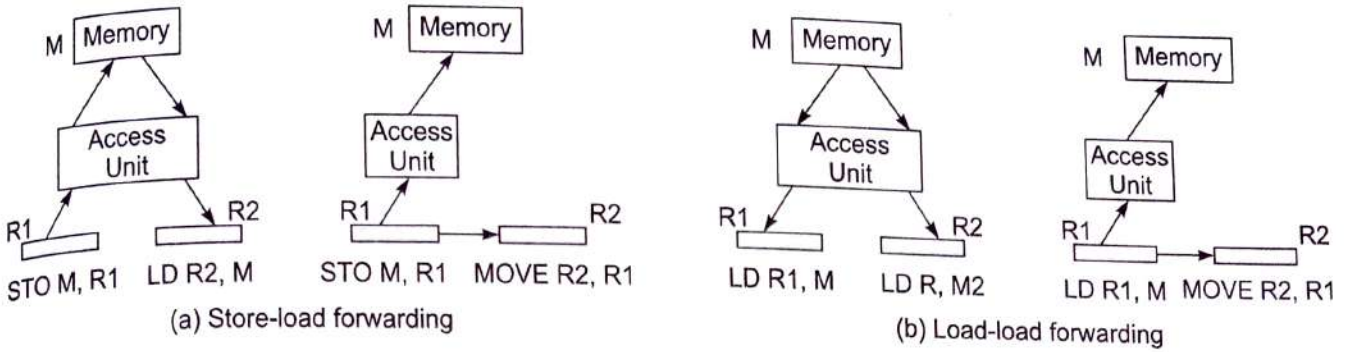 M Memory
Access
Unit
R1
R2
STO M, R1 LD R2, M
M Memory
Access
Unit
R1
R2
STO M, R1 MOVE R2, R1
(a) Store-load forwarding
M Memory
Access
Unit
R1
R2
LD R1, M LD R, M2
M Memory
Access
Unit
R1
R2
LD R1, M MOVE R2, R1
(b) Load-load forwarding